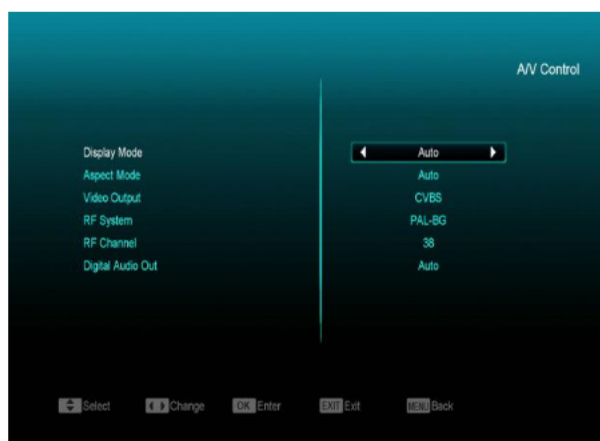 A/V Control
Display Mode Auto
Aspect Mode Auto
Video Output CVBS
RF System PAL-BG
RF Channel 38
Digital Audio Out Auto
Select Change OK Enter EXIT Exit MENU Back